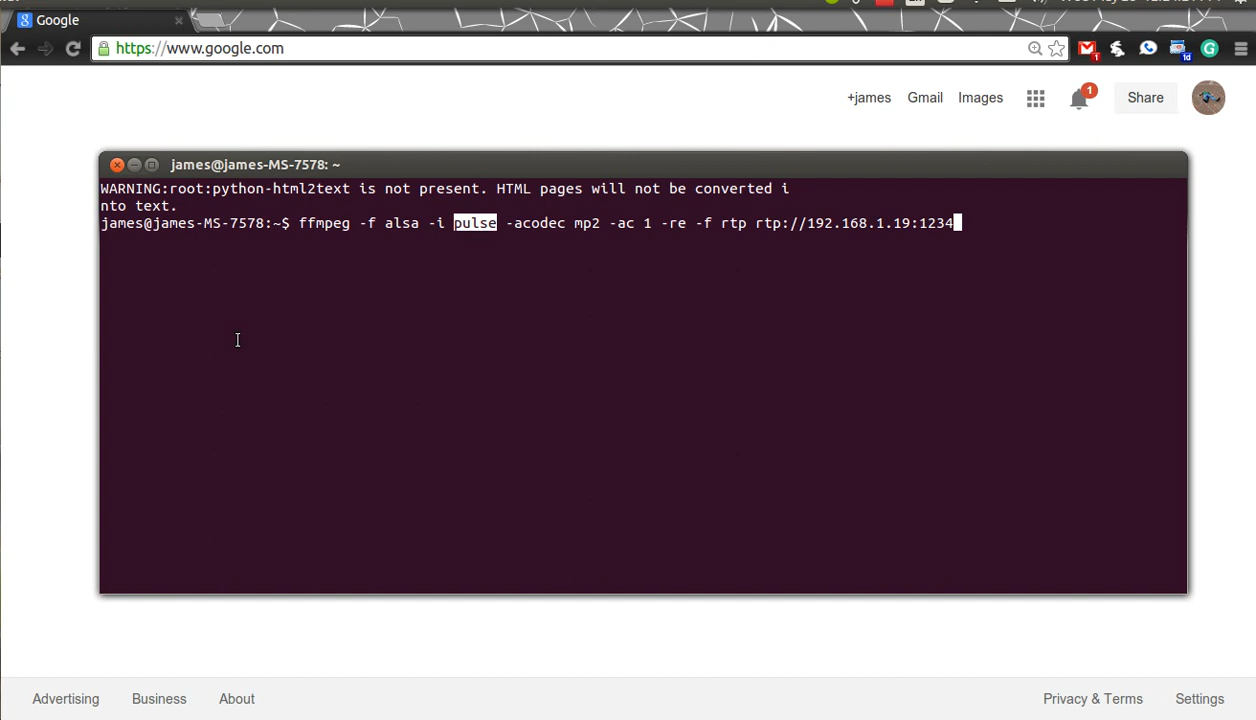 Google
https://www.google.com
1
1d
+james Gmail Images 1 Share
james@james-MS-7578: ~
WARNING:root:python-html2text is not present. HTML pages will not be converted i
nto text.
james@james-MS-7578:~$ ffmpeg -f alsa -i pulse -acodec mp2 -ac 1 -re -f rtp rtp://192.168.1.19:1234
Advertising Business About Privacy & Terms Settings